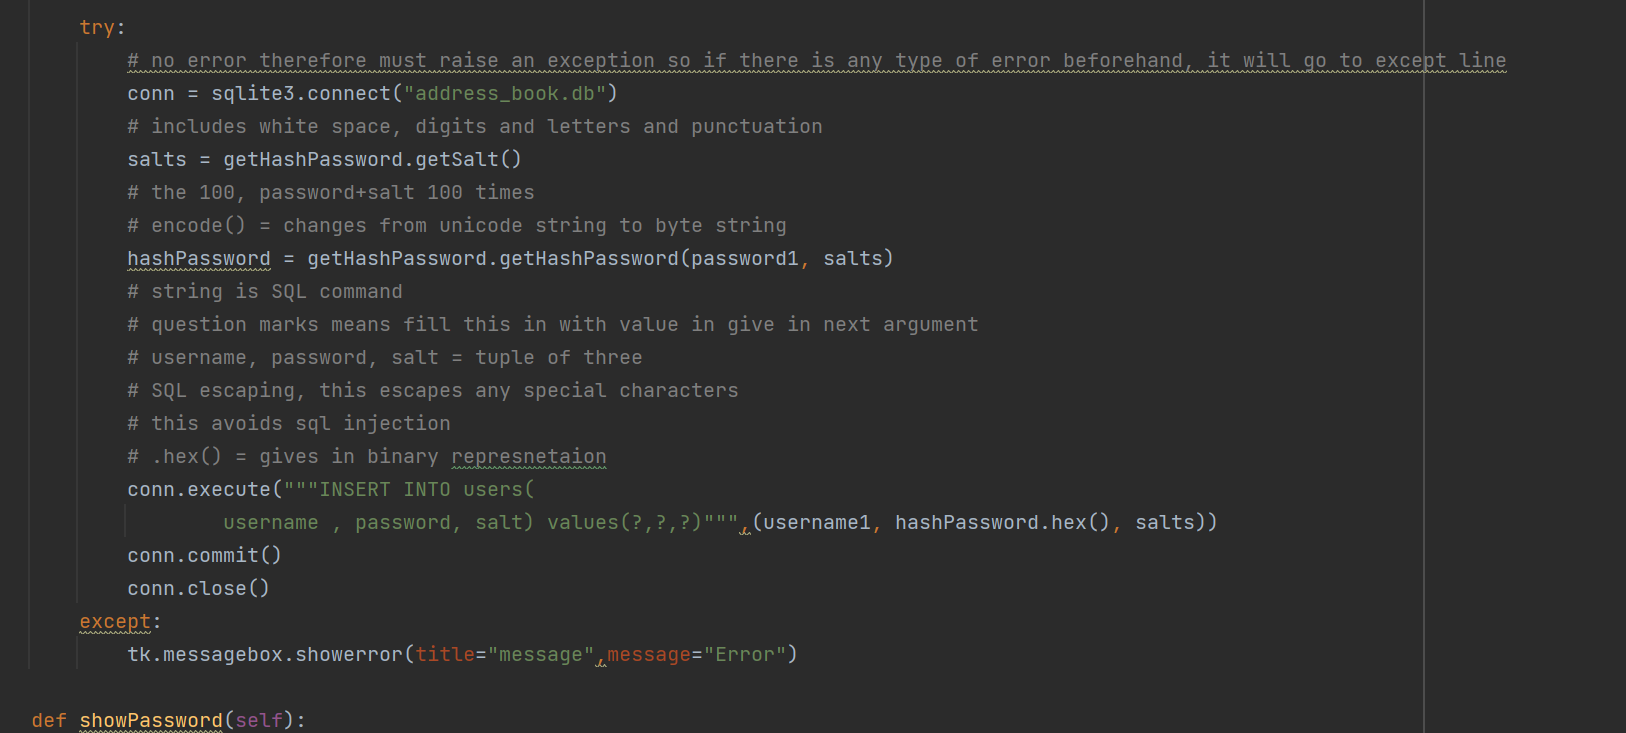 try:
# no error therefore must raise an exception so if there is any type of error beforehand, it will go to except line
conn = sqlite3.connect("address_book.db")
# includes white space, digits and letters and punctuation
salts = getHashPassword.getSalt()
# the 100, password+salt 100 times
# encode() = changes from unicode string to byte string
hashPassword = getHashPassword.getHashPassword(password1, salts)
# string is SQL command
# question marks means fill this in with value in give in next argument
# username, password, salt = tuple of three
# SQL escaping, this escapes any special characters
# this avoids sql injection
# .hex() = gives in binary represnetaion
conn.execute("""INSERT INTO users(
username , password, salt) values(?,?,?)""",(username1, hashPassword.hex(), salts))
conn.commit()
conn.close()
except:
tk.messagebox.showerror(title="message",message="Error")
def showPassword(self):